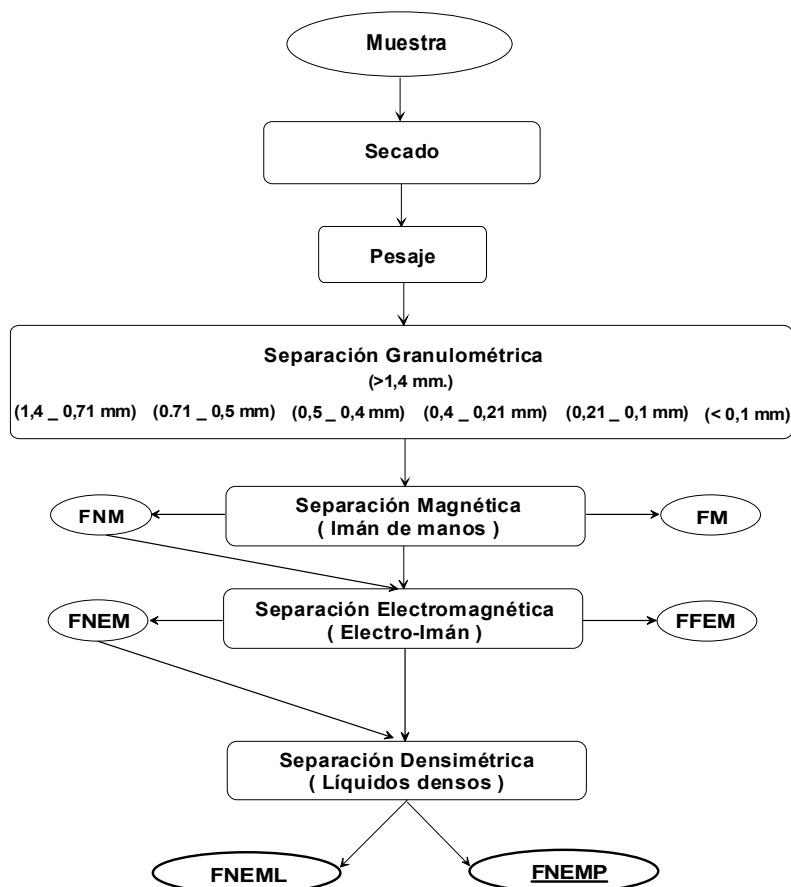 Muestra
Secado
Pesaje
Separación Granulométrica
(>1,4 mm.)
(1,4 _ 0,71 mm) (0.71 _ 0,5 mm) (0,5 _ 0,4 mm) (0,4 _ 0,21 mm) (0,21 _ 0,1 mm) (< 0,1 mm)
FNM
Separación Magnética
( Imán de manos )
FM
FNEM
Separación Electromagnética
( Electro-Imán )
FFEM
Separación Densimétrica
( Líquidos densos )
FNEML
FNEMP